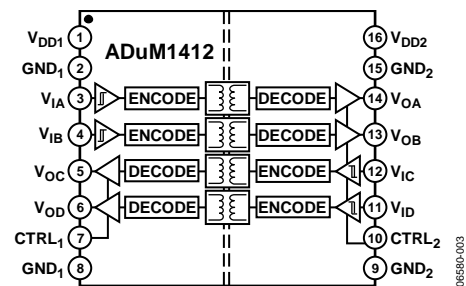 ADuM1412
VDD1 1
16 VDD2
GND1 2
15 GND2
VIA 3 ENCODE DECODE 14 VOA
VIB 4 ENCODE DECODE 13 VOB
VOC 5 DECODE ENCODE 12 VIC
VOD 6 DECODE ENCODE 11 VID
CTRL1 7
10 CTRL2
GND1 8
9 GND2
06580-003